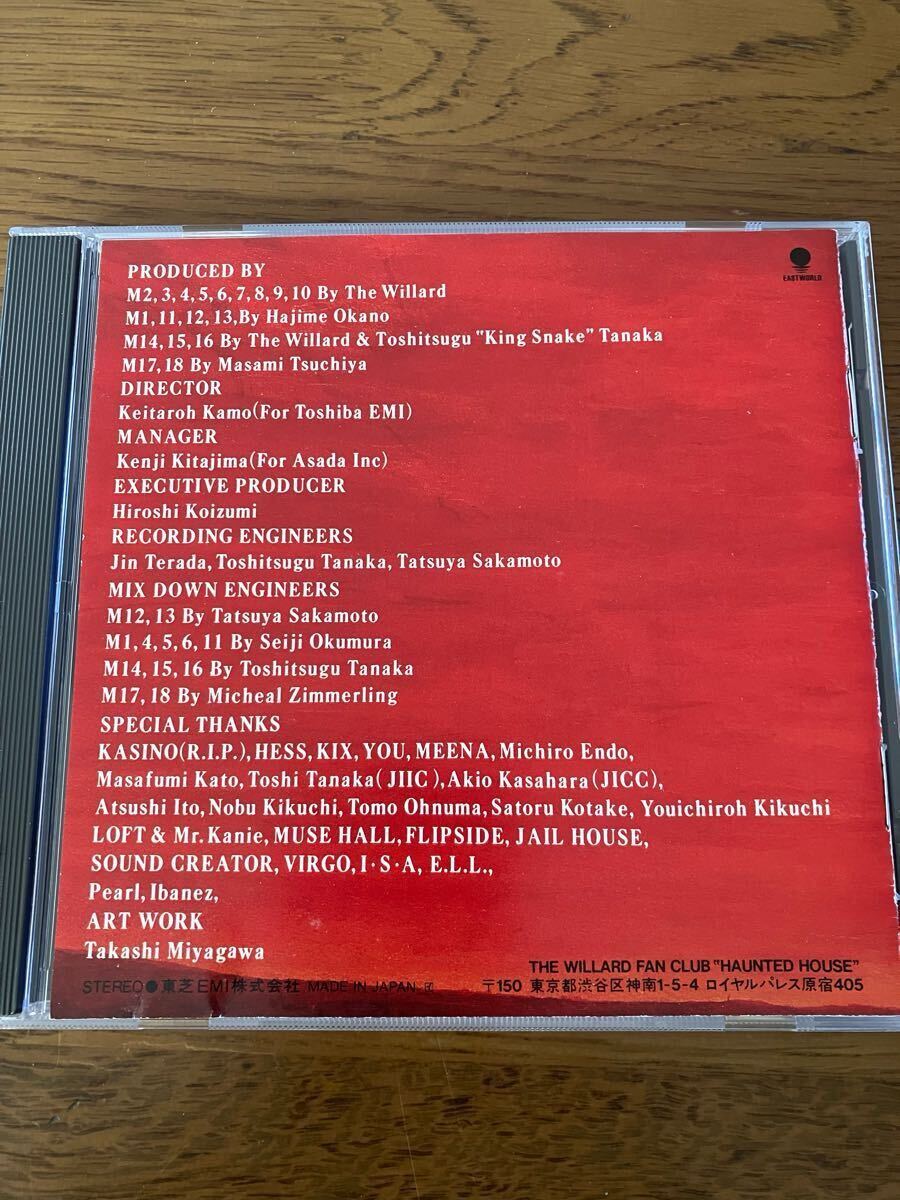 EASTWORLD
PRODUCED BY
M2,3,4,5,6,7,8,9,10 By The Willard
M1,11,12,13,By Hajime Okano
M14,15,16 By The Willard & Toshitsugu "King Snake" Tanaka
M17,18 By Masami Tsuchiya
DIRECTOR
Keitaroh Kamo(For Toshiba EMI)
MANAGER
Kenji Kitajima(For Asada Inc)
EXECUTIVE PRODUCER
Hiroshi Koizumi
RECORDING ENGINEERS
Jin Terada,Toshitsugu Tanaka,Tatsuya Sakamoto
MIX DOWN ENGINEERS
M12,13 By Tatsuya Sakamoto
M1,4,5,6,11 By Seiji Okumura
M14,15,16 By Toshitsugu Tanaka
M17,18 By Micheal Zimmerling
SPECIAL THANKS
KASINO(R.I.P.),HESS,KIX,YOU,MEENA,Michiro Endo,
Masafumi Kato,Toshi Tanaka(JIIC),Akio Kasahara(JICC),
Atsushi Ito,Nobu Kikuchi,Tomo Ohnuma,Satoru Kotake,Youichiroh Kikuchi
LOFT & Mr.Kanie,MUSE HALL,FLIPSIDE,JAIL HOUSE,
SOUND CREATOR,VIRGO,I·S·A,E.L.L.,
Pearl,Ibanez,
ART WORK
Takashi Miyagawa
THE WILLARD FAN CLUB "HAUNTED HOUSE"
STEREO●東芝EMI株式会社 MADE IN JAPAN 〒150 東京都渋谷区神南1-5-4 ロイヤルパレス原宿405